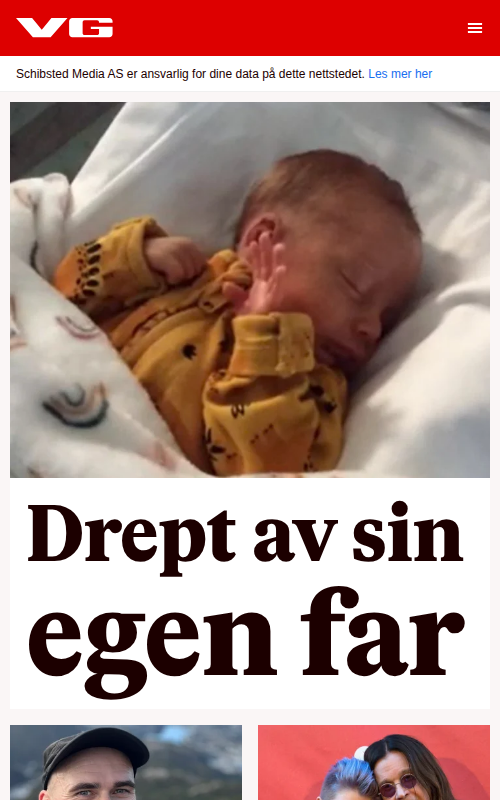 VG
Schibsted Media AS er ansvarlig for dine data på dette nettstedet. Les mer her
Drept av sin
egen far